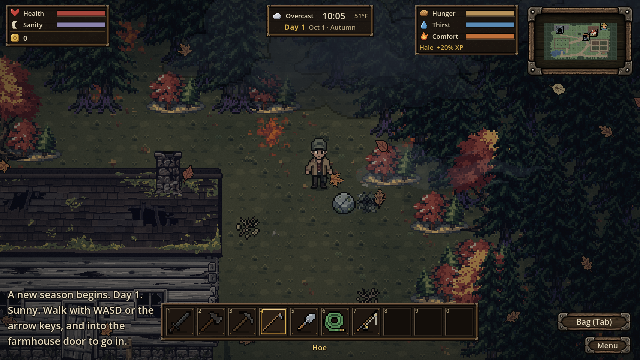 Health
Sanity
0
Overcast 10:05 51°F
Day 1 Oct 1 · Autumn
Hunger
Thirst
Comfort
Hale +20% XP
A new season begins. Day 1.
Sunny. Walk with WASD or the
arrow keys, and into the
farmhouse door to go in.
Hoe
Bag (Tab)
Menu